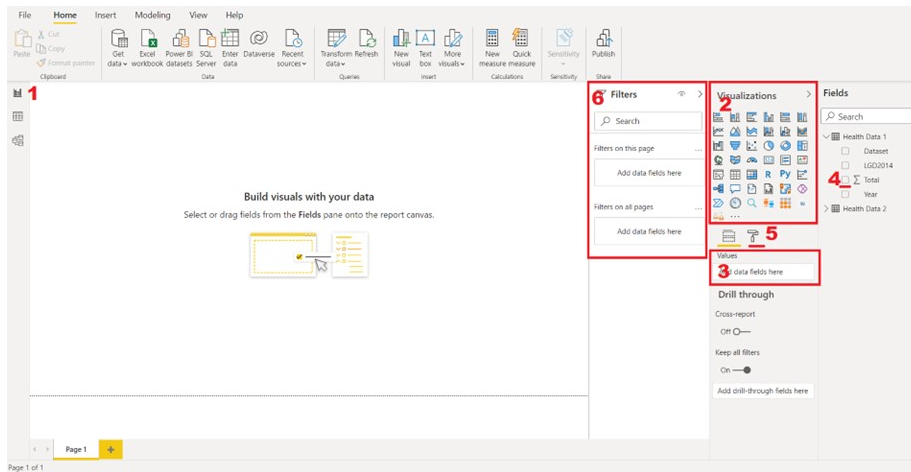 File Home Insert Modeling View Help
Paste
Cut
Copy
Format painter
Clipboard
Get data
Excel workbook
Power BI datasets
SQL Server
Enter data
Dataverse
Recent sources
Data
Transform data
Refresh
Queries
New visual
Text box
More visuals
Insert
New measure
Quick measure
Calculations
Sensitivity
Sensitivity
Publish
Share
1
Build visuals with your data
Select or drag fields from the Fields pane onto the report canvas.
6 Filters
Search
Filters on this page ...
Add data fields here
Filters on all pages ...
Add data fields here
Visualizations
2
R Py
...
5
Values
3 Add data fields here
Drill through
Cross-report
Off
Keep all filters
On
Add drill-through fields here
Fields
Search
Health Data 1
Dataset
LGD2014
4 Σ Total
Year
Health Data 2
Page 1 +
Page 1 of 1